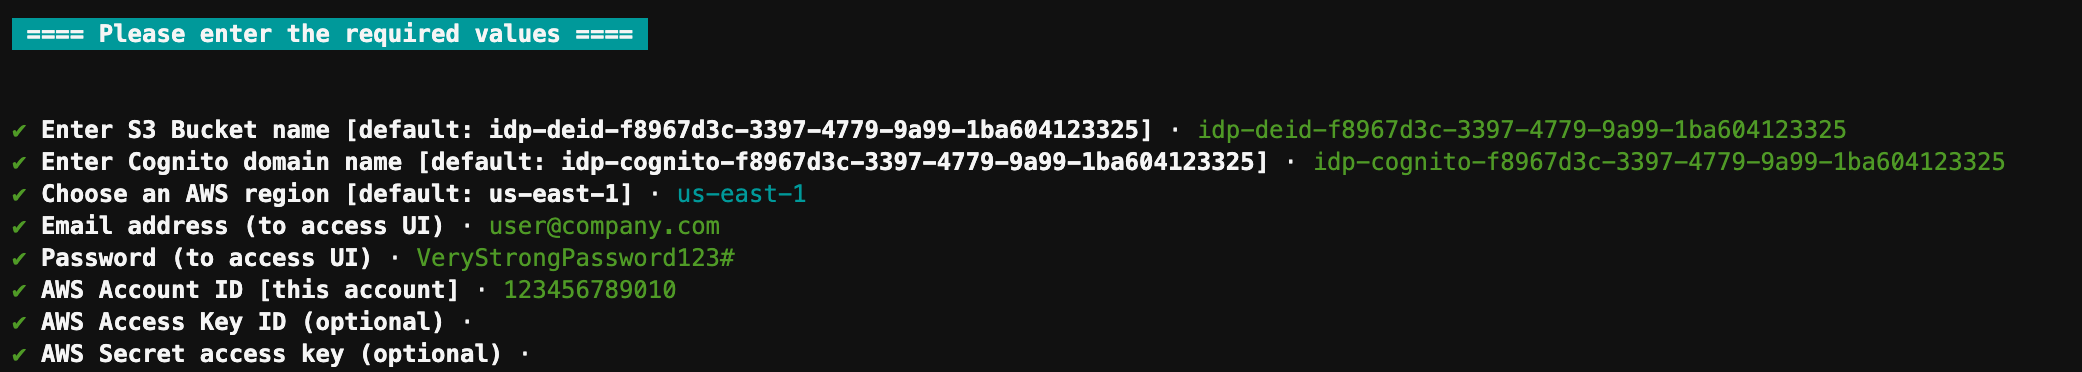 ==== Please enter the required values ====
✔ Enter S3 Bucket name [default: idp-deid-f8967d3c-3397-4779-9a99-1ba604123325] · idp-deid-f8967d3c-3397-4779-9a99-1ba604123325
✔ Enter Cognito domain name [default: idp-cognito-f8967d3c-3397-4779-9a99-1ba604123325] · idp-cognito-f8967d3c-3397-4779-9a99-1ba604123325
✔ Choose an AWS region [default: us-east-1] · us-east-1
✔ Email address (to access UI) · user@company.com
✔ Password (to access UI) · VeryStrongPassword123#
✔ AWS Account ID [this account] · 123456789010
✔ AWS Access Key ID (optional) ·
✔ AWS Secret access key (optional) ·